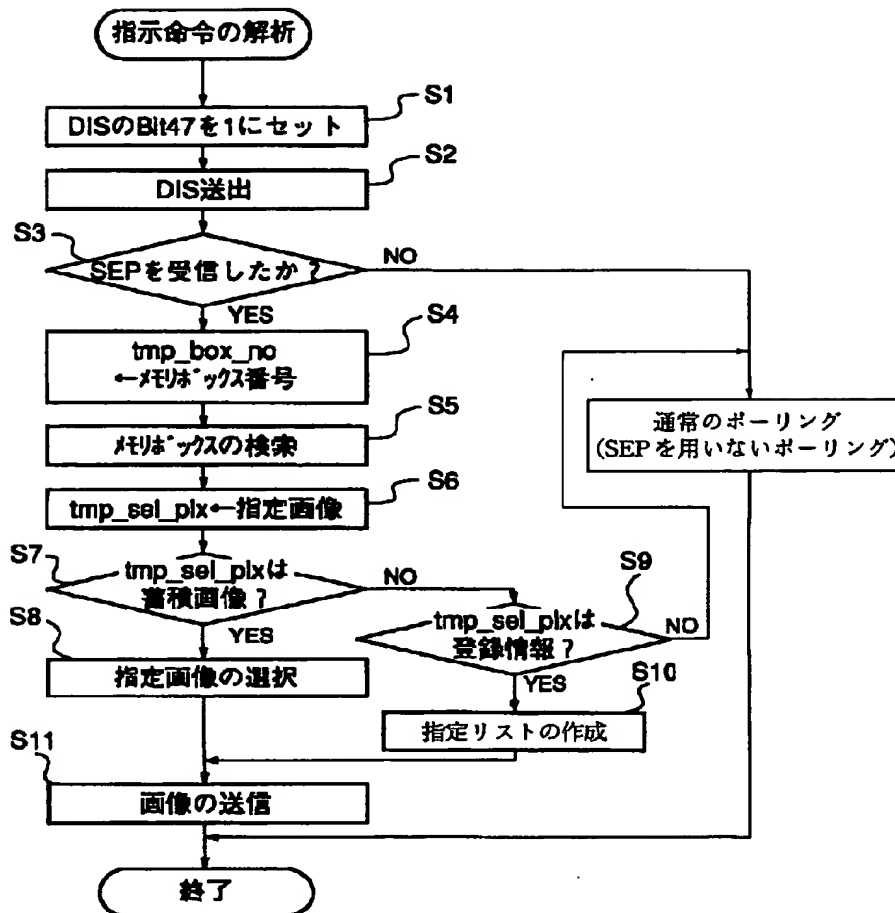 指示命令の解析
S1
DISのBit47を1にセット
S2
DIS送出
S3
SEPを受信したか？
NO
YES
S4
tmp_box_no
←ﾒﾓﾘﾎﾞｯｸｽ番号
S5
ﾒﾓﾘﾎﾞｯｸｽの検索
通常のポーリング
(SEPを用いないポーリング)
S6
tmp_sel_pix←指定画像
S7
tmp_sel_pixは
蓄積画像？
NO
YES
S9
tmp_sel_pixは
登録情報？
NO
YES
S8
指定画像の選択
S10
指定リストの作成
S11
画像の送信
終了